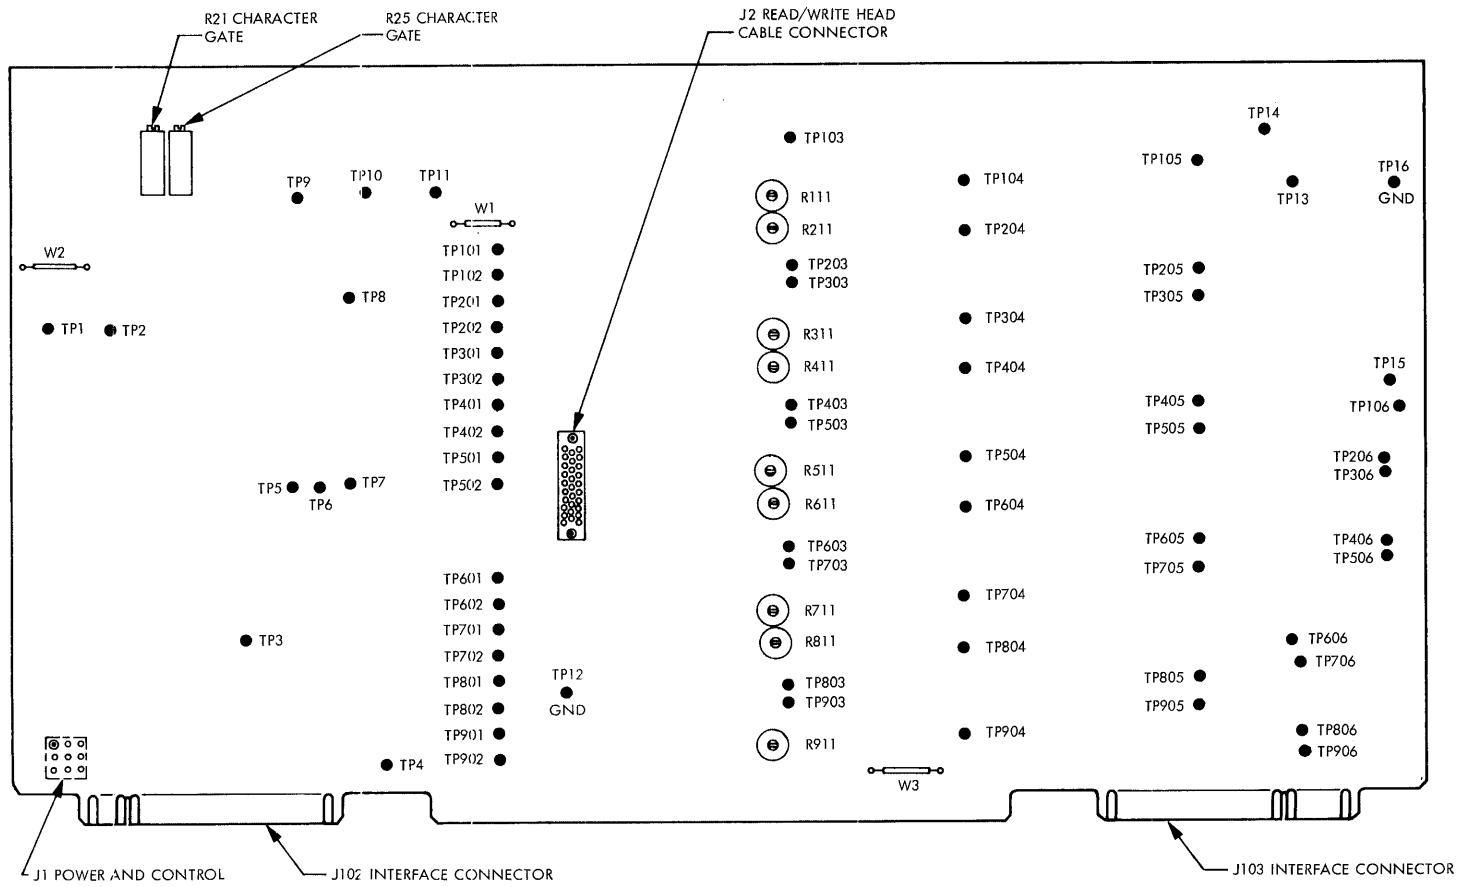 R21 CHARACTER
GATE
R25 CHARACTER
GATE
J2 READ/WRITE HEAD
CABLE CONNECTOR
TP14
TP103
TP105
TP16
GND
TP13
TP104
TP9
TP10
TP11
R111
W1
R211
TP204
TP101
W2
TP203
TP205
TP102
TP303
TP8
TP201
TP305
TP1
TP2
TP202
TP304
R311
TP301
TP302
R411
TP404
TP15
TP401
TP403
TP405
TP106
TP402
TP503
TP505
TP501
TP504
TP206
R511
TP306
TP5
TP6
TP7
TP502
R611
TP604
TP603
TP605
TP406
TP703
TP705
TP506
TP601
TP602
TP704
R711
TP701
TP3
R811
TP804
TP606
TP702
TP706
TP12
GND
TP801
TP803
TP805
TP802
TP903
TP905
TP901
R911
TP904
TP806
TP902
TP906
TP4
W3
J1 POWER AND CONTROL
J102 INTERFACE CONNECTOR
J103 INTERFACE CONNECTOR